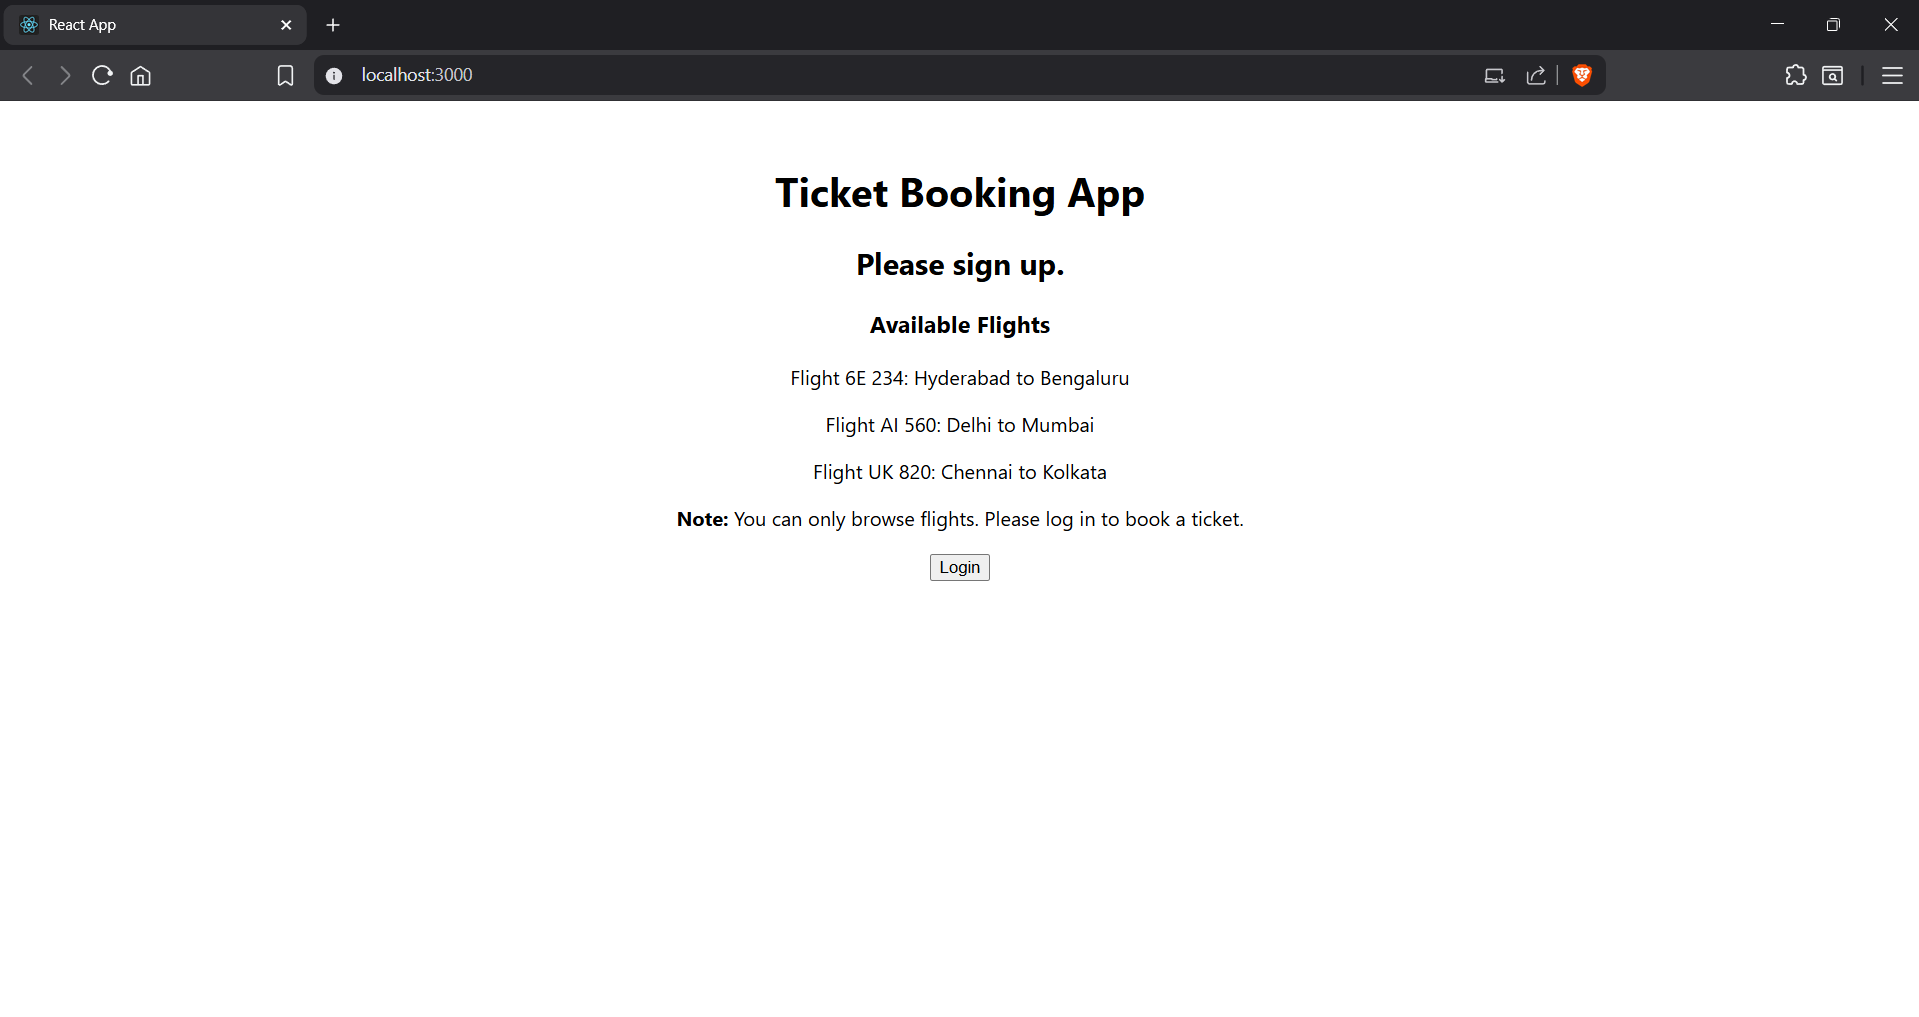 React App
localhost:3000
Ticket Booking App
Please sign up.
Available Flights
Flight 6E 234: Hyderabad to Bengaluru
Flight AI 560: Delhi to Mumbai
Flight UK 820: Chennai to Kolkata
Note: You can only browse flights. Please log in to book a ticket.
Login